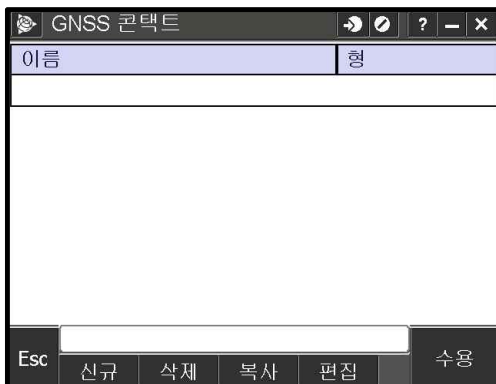 GNSS 콘택트 ? – ×
이름 형
Esc 신규 삭제 복사 편집 수용